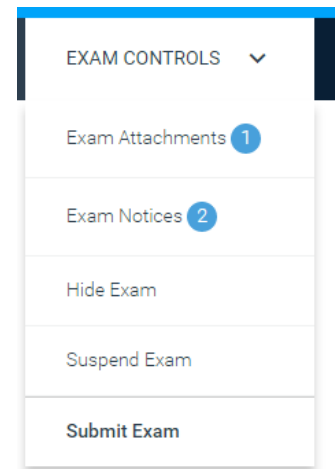 EXAM CONTROLS
Exam Attachments 1
Exam Notices 2
Hide Exam
Suspend Exam
Submit Exam